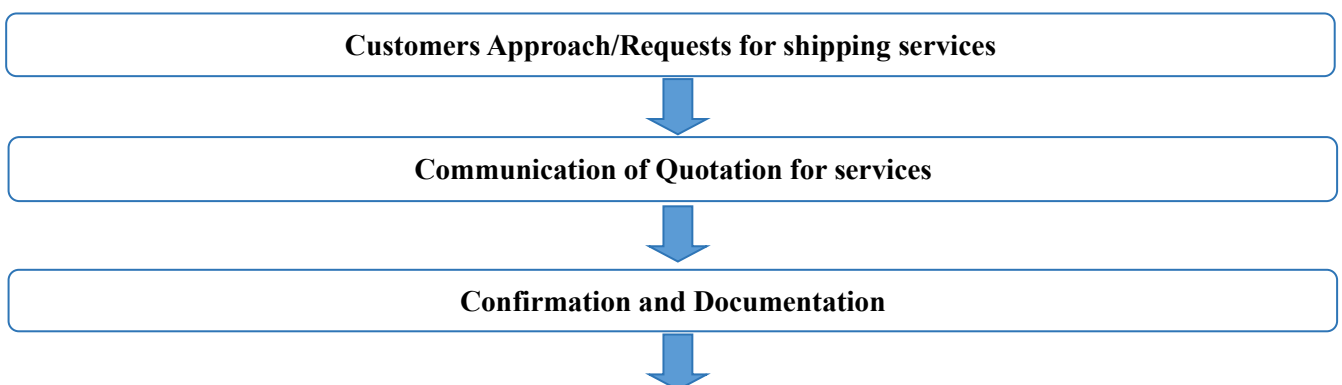 Customers Approach/Requests for shipping services
Communication of Quotation for services
Confirmation and Documentation